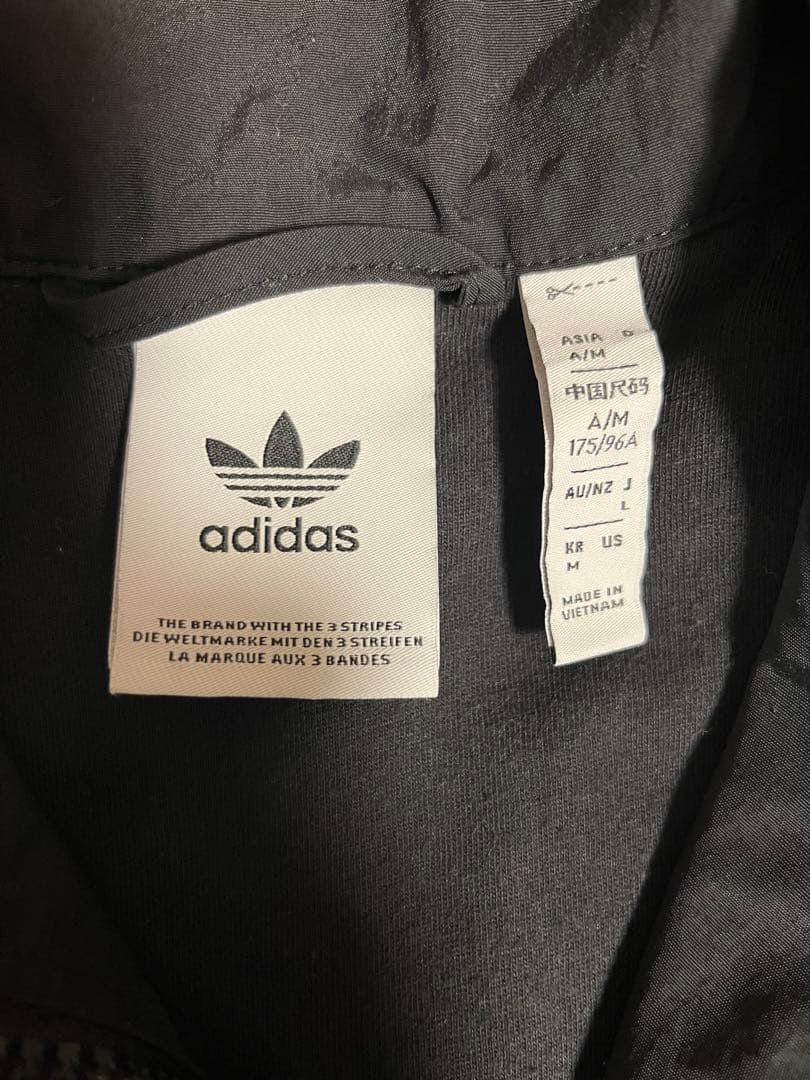 adidas
THE BRAND WITH THE 3 STRIPES
DIE WELTMARKE MIT DEN 3 STREIFEN
LA MARQUE AUX 3 BANDES
ASIA D
A/M
中国尺码
A/M
175/96A
AU/NZ J
L
KR US
M
MADE IN
VIETNAM